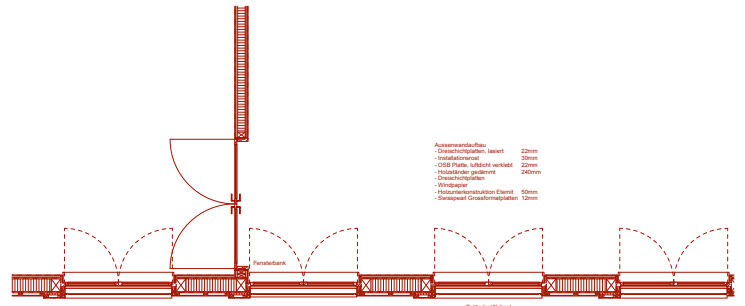 Aussenwandaufbau
- Dreischichtplatten, lasiert 22mm
- Installationsrost 30mm
- OSB Platte, luftdicht verklebt 22mm
- Holzständer gedämmt 240mm
- Dreischichtplatten
- Windpapier
- Holzunterkonstruktion Eternit 50mm
- Swisspearl Grossformatplatten 12mm
Fensterbank